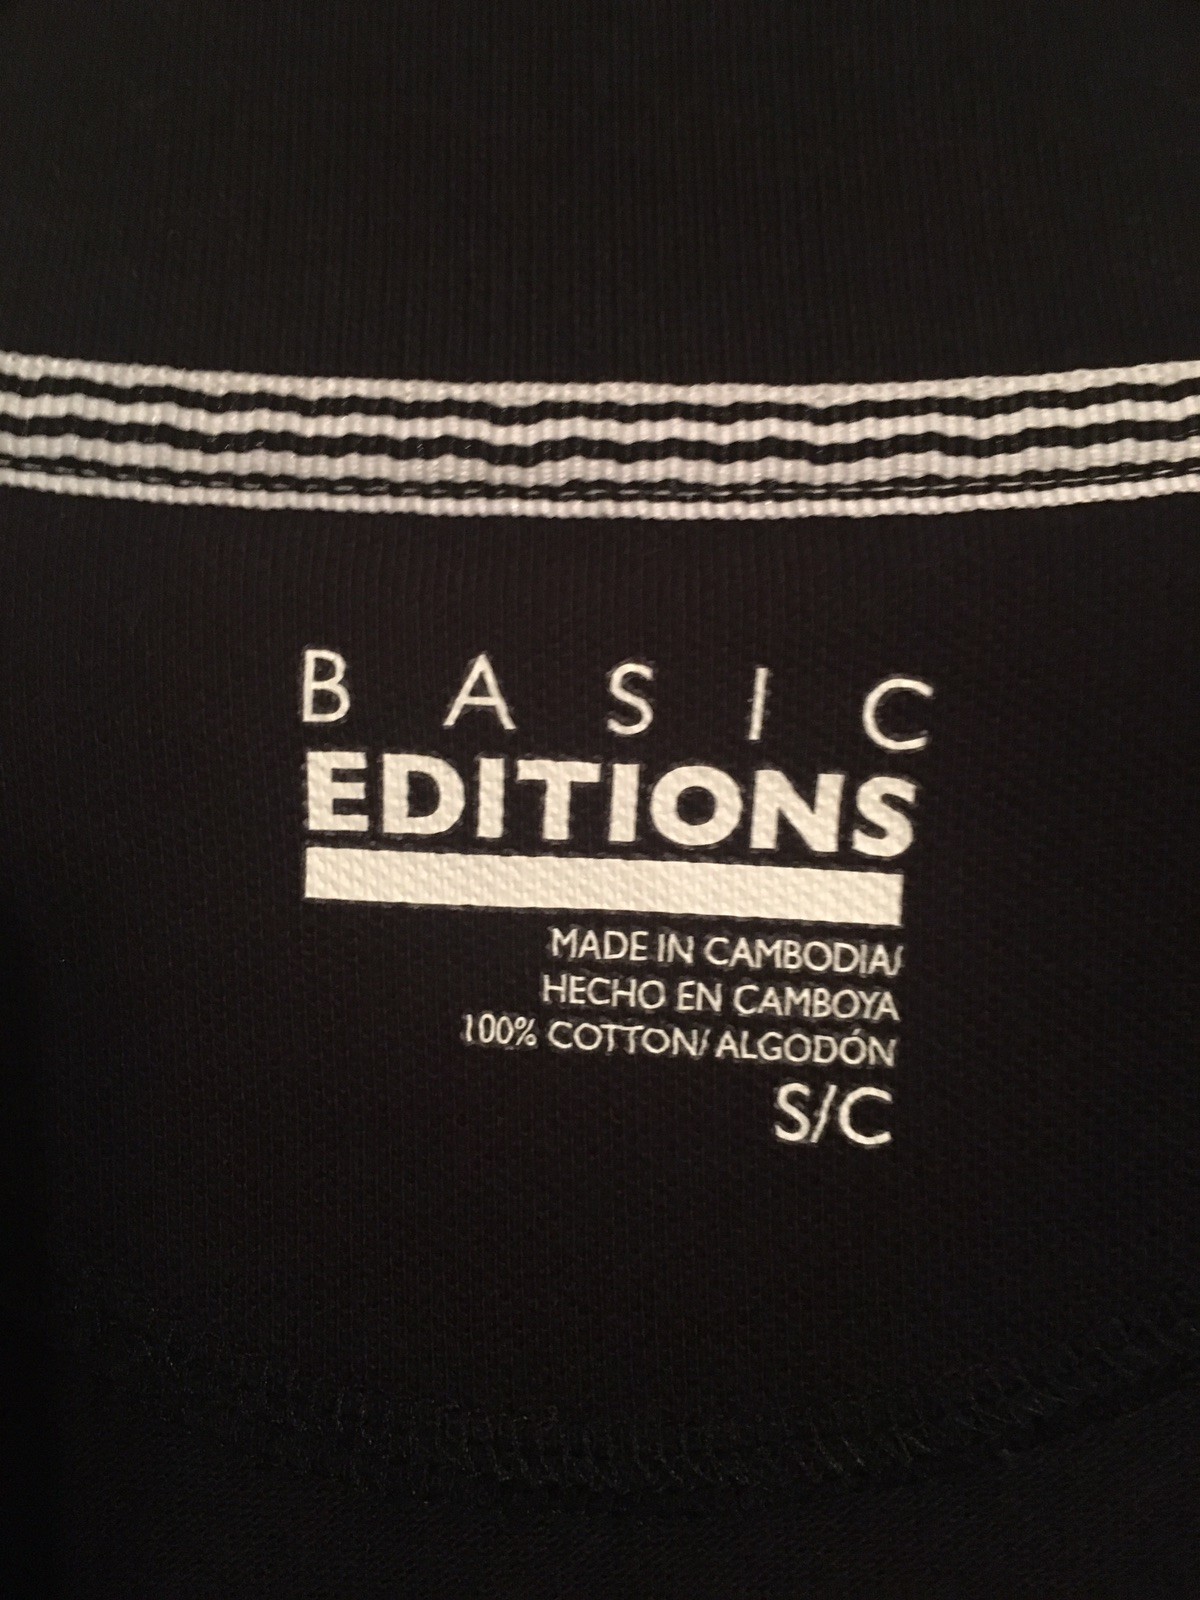 BASIC
EDITIONS
MADE IN CAMBODIA/
HECHO EN CAMBOYA
100% COTTON/ALGODÓN
S/C